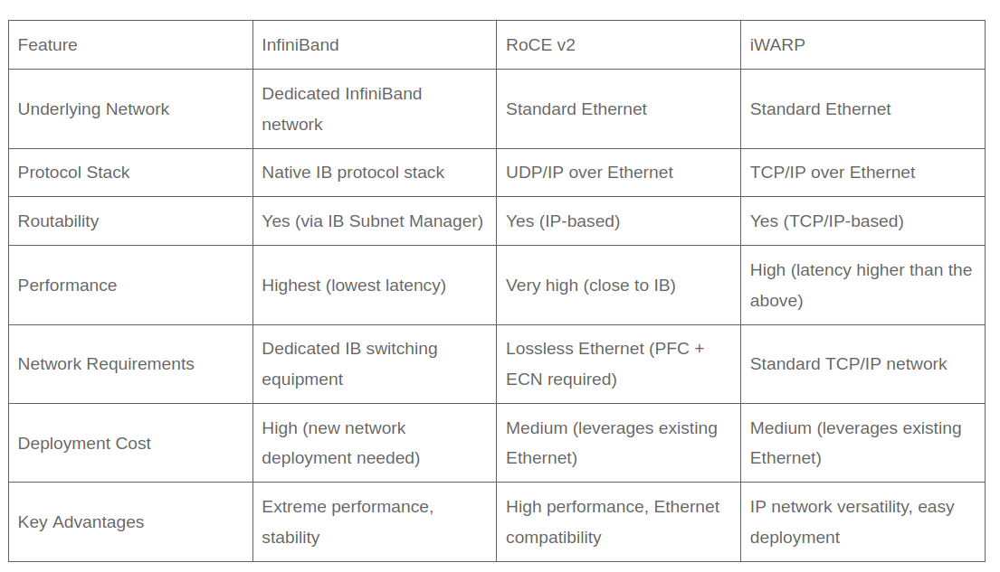 Feature
InfiniBand
RoCE v2
iWARP
Underlying Network
Dedicated InfiniBand
network
Standard Ethernet
Standard Ethernet
Protocol Stack
Native IB protocol stack
UDP/IP over Ethernet
TCP/IP over Ethernet
Routability
Yes (via IB Subnet Manager)
Yes (IP-based)
Yes (TCP/IP-based)
Performance
Highest (lowest latency)
Very high (close to IB)
High (latency higher than the
above)
Network Requirements
Dedicated IB switching
equipment
Lossless Ethernet (PFC +
ECN required)
Standard TCP/IP network
Deployment Cost
High (new network
deployment needed)
Medium (leverages existing
Ethernet)
Medium (leverages existing
Ethernet)
Key Advantages
Extreme performance,
stability
High performance, Ethernet
compatibility
IP network versatility, easy
deployment